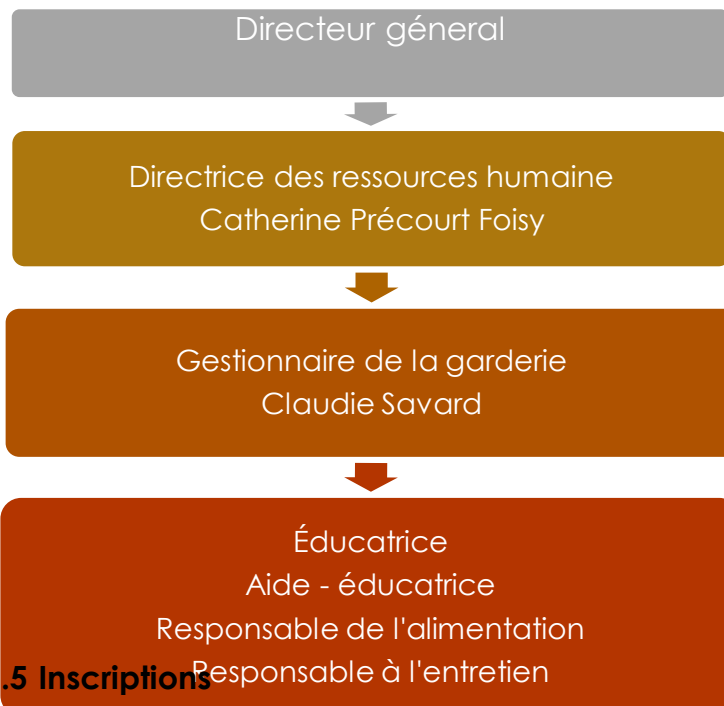 Directeur géneral
Directrice des ressources humaine
Catherine Précourt Foisy
Gestionnaire de la garderie
Claudie Savard
Éducatrice
Aide - éducatrice
Responsable de l'alimentation
Responsable à l'entretien
.5 Inscriptions